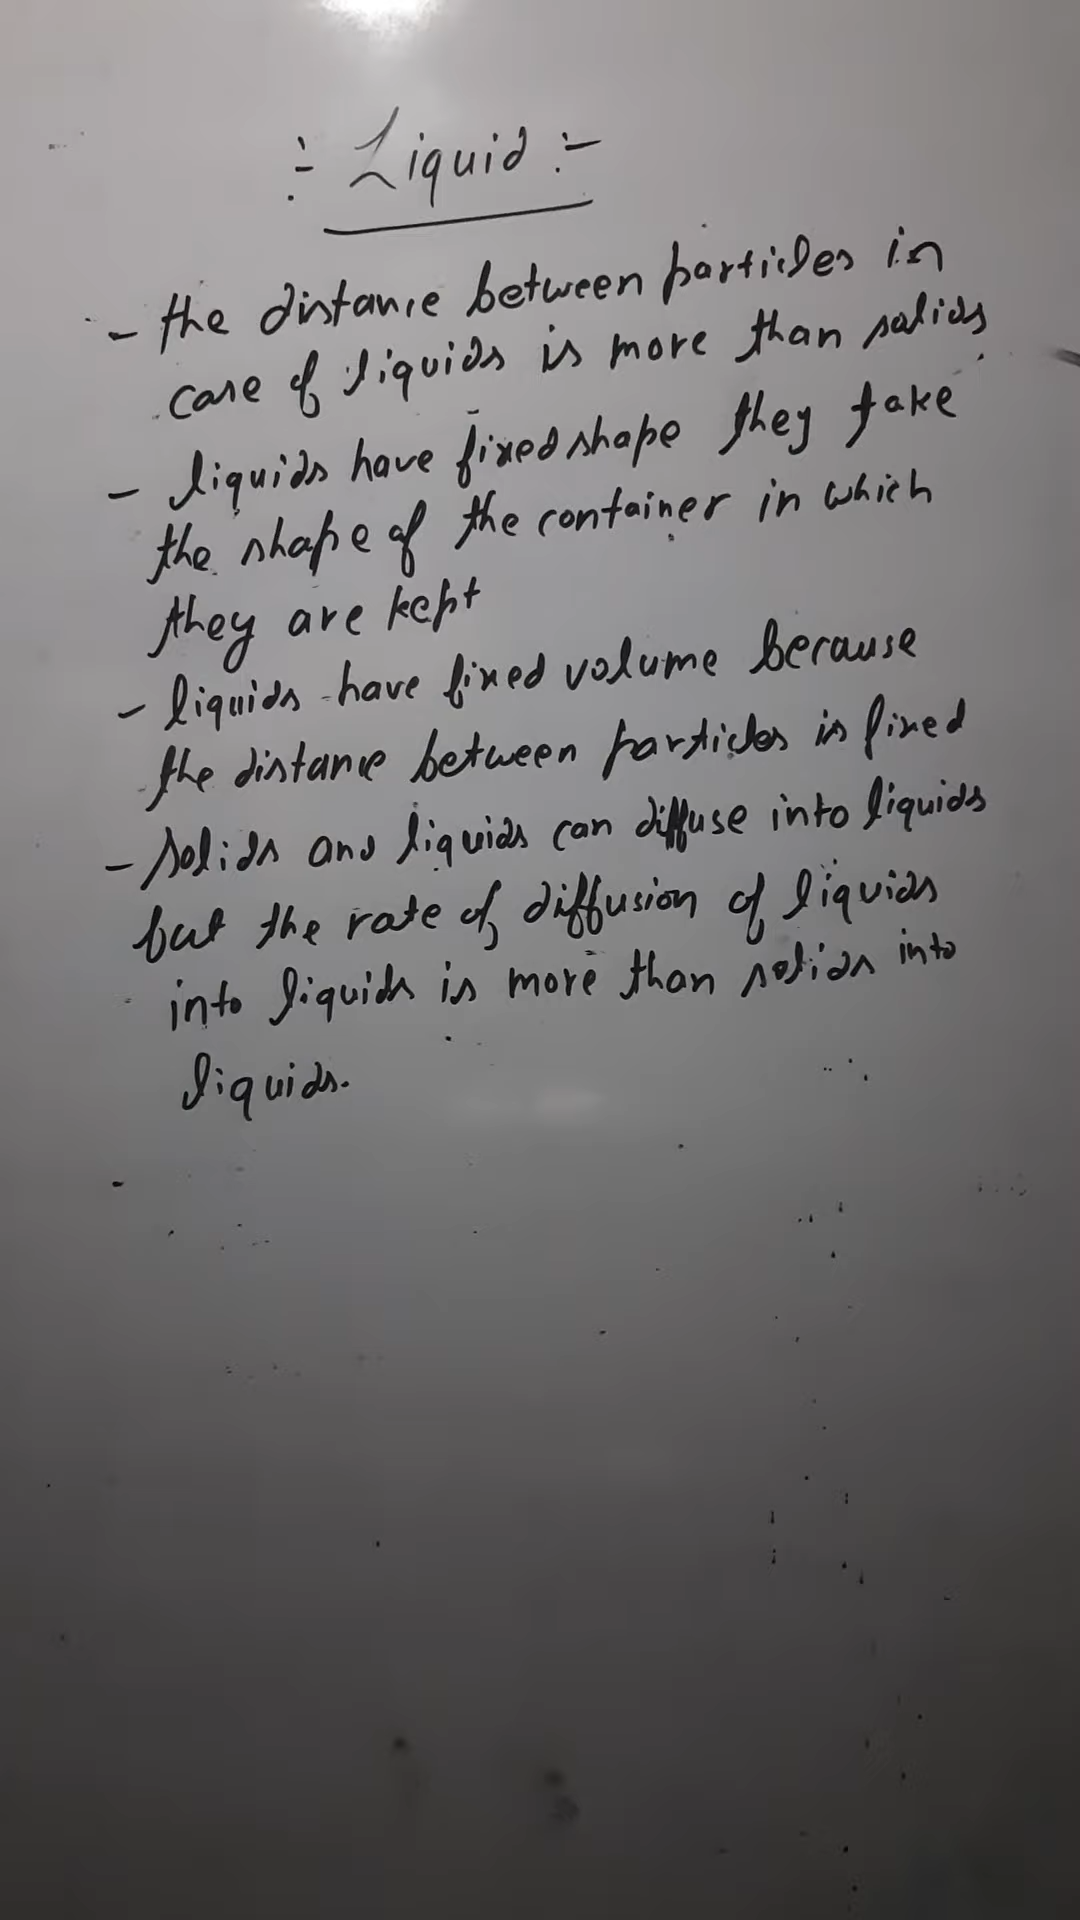 :- Liquid :-
- the distance between particles in
case of liquids is more than solids
- liquids have fixed shape they take
the shape of the container in which
they are kept
- liquids have fixed volume because
the distance between particles is fixed
- solids and liquids can diffuse into liquids
but the rate of diffusion of liquids
into liquids is more than solids into
liquids.